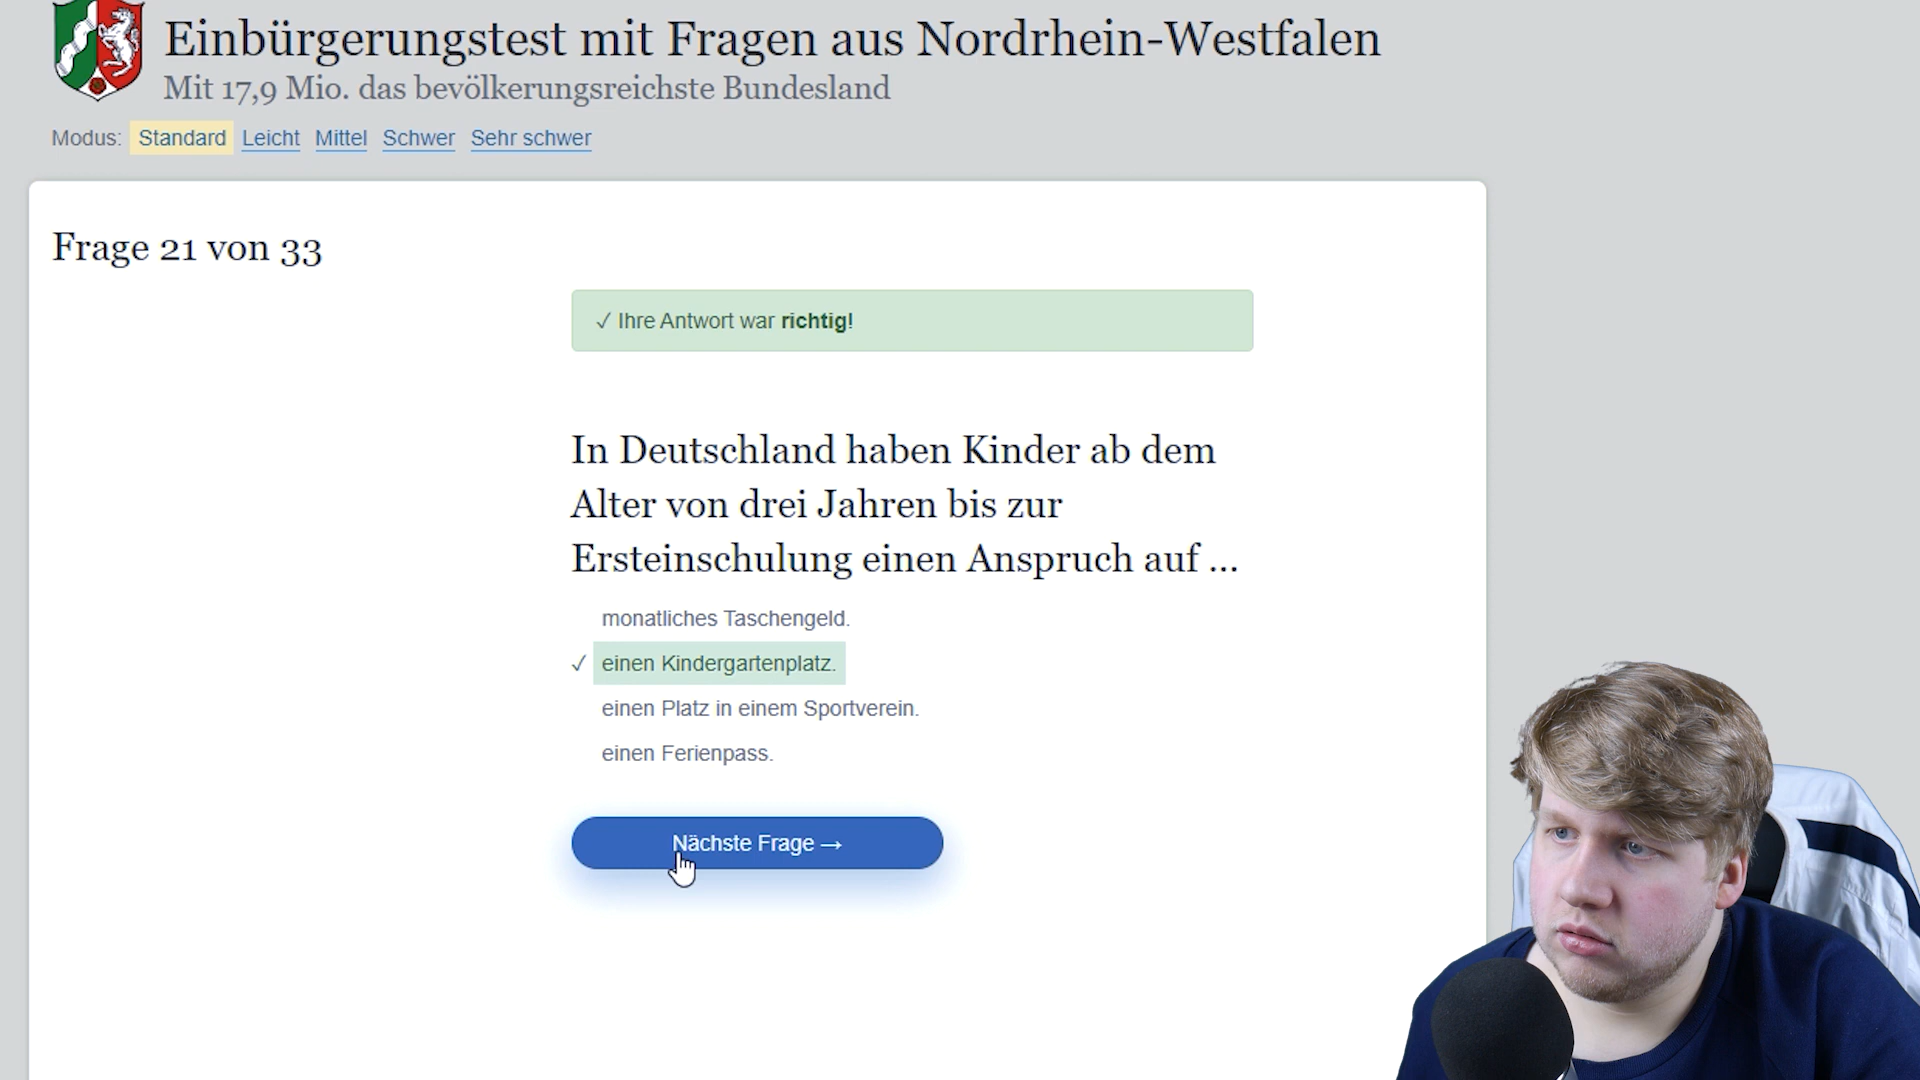 Einbürgerungstest mit Fragen aus Nordrhein-Westfalen
Mit 17,9 Mio. das bevölkerungsreichste Bundesland
Modus: Standard Leicht Mittel Schwer Sehr schwer
Frage 21 von 33
✓ Ihre Antwort war richtig!
In Deutschland haben Kinder ab dem
Alter von drei Jahren bis zur
Ersteinschulung einen Anspruch auf ...
monatliches Taschengeld.
✓ einen Kindergartenplatz.
einen Platz in einem Sportverein.
einen Ferienpass.
Nächste Frage →